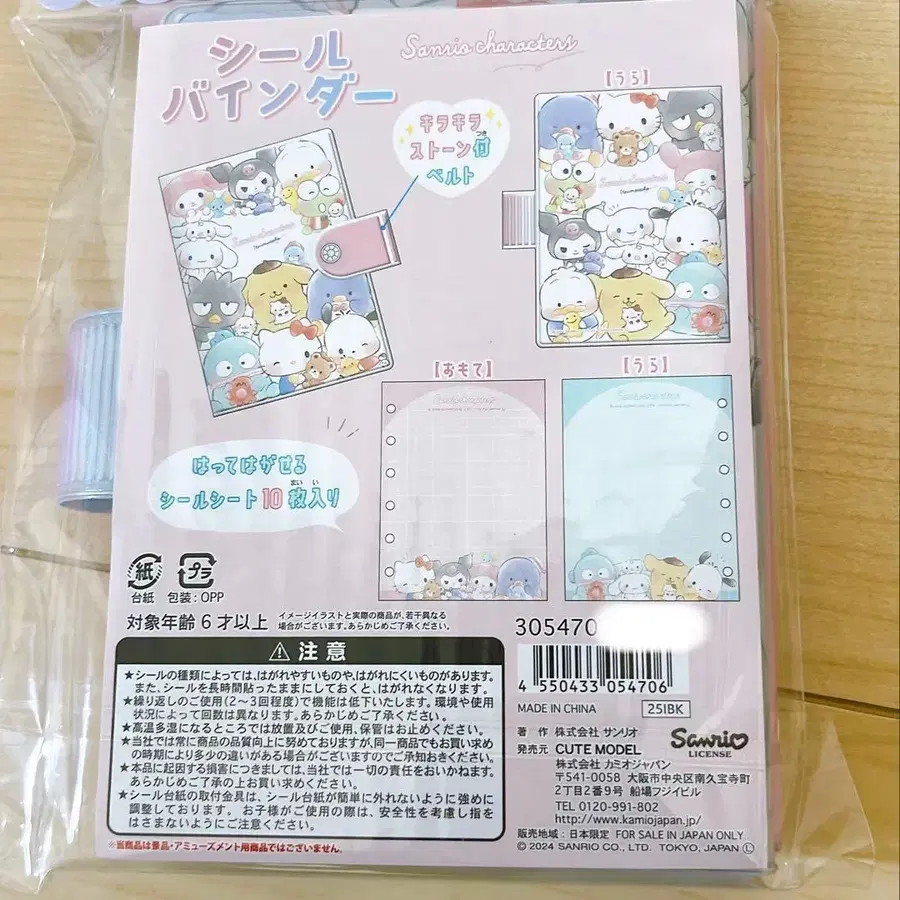 シール
バインダー
Sanrio characters
キラキラ
ストーン付
つき
ベルト
【うら】
【おもて】
【うら】
はってはがせる
シールシート10枚入り
まい い
紙
台紙
プラ
包装:OPP
対象年齢6才以上
イメージイラストと実際の商品が、若干異なる
場合がございます。あらかじめご了承ください。
⚠注意
★シールの種類によっては、はがれやすいものや、はがれにくいものがあります。
また、シールを長時間貼ったままにしておくと、はがれなくなります。
★繰り返しのご使用(2~3回程度)で機能は低下いたします。環境や使用
状況によって回数は異なります。あらかじめご了承ください。
★高温多湿になるところでは放置及びご使用、保管はお止めください。
★当社では常に商品の品質向上に努めておりますが、同一商品でもお買い求め
の時期により多少の違いがある場合がございますのでご承知おきください。
★本品に起因する損害につきましては、当社では一切の責任をおいかねます。
あらかじめご了承の上お買い求めください。
★シール台紙の取付金具は、シール台紙が簡単に外れないように強めに
調整しております。お子様がご使用の際は、安全性を考慮し指を
はさまないようにご注意ください。
※当商品は景品・アミューズメント用商品ではございません。
305470
4 550433 054706
MADE IN CHINA
25IBK
著 作 株式会社 サンリオ
発売元 CUTE MODEL
株式会社 カミオジャパン
〒541-0058 大阪市中央区南久宝寺町
2丁目2番9号 船場フジイビル
TEL 0120-991-802
http://www.kamiojapan.jp/
Sanrio
LICENSE
販売地域:日本限定 FOR SALE IN JAPAN ONLY
© 2024 SANRIO CO., LTD. TOKYO, JAPAN Ⓛ